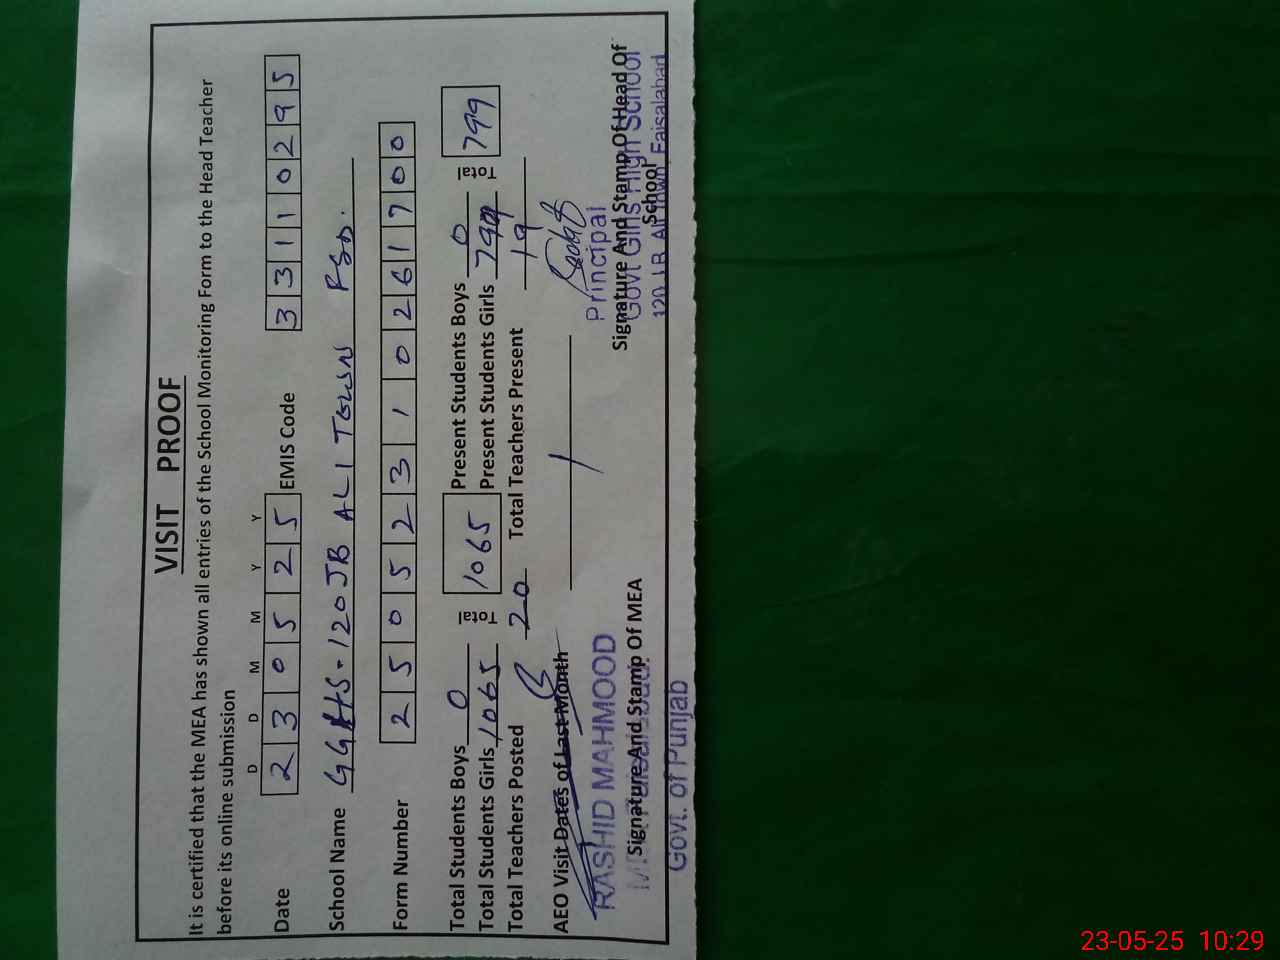 VISIT PROOF
It is certified that the MEA has shown all entries of the School Monitoring Form to the Head Teacher
before its online submission
D D M M Y Y
Date 2 3 0 5 2 5 EMIS Code 3 3 1 1 0 2 9 5
School Name GGHS-120JB ALI TOWN FSD.
Form Number 2 5 0 5 2 3 1 1 0 2 6 1 7 0 0
Total Students Boys 0 Total 1065 Present Students Boys 0 Total 799
Total Students Girls 1065 Present Students Girls 799
Total Teachers Posted 20 Total Teachers Present 19
AEO Visit Dates of Last Month
RASHID MAHMOOD
Signature And Stamp Of MEA
Govt. of Punjab
Principal
Signature And Stamp Of Head Of
School
Govt Girls High School
120 J.B. Ali Town, Faisalabad
23-05-25 10:29